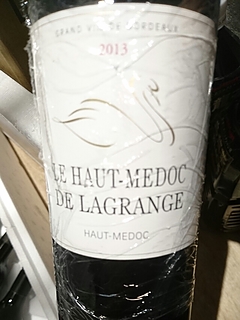 GRAND VIN DE BORDEAUX
2013
LE HAUT-MEDOC
DE LAGRANGE
HAUT-MEDOC